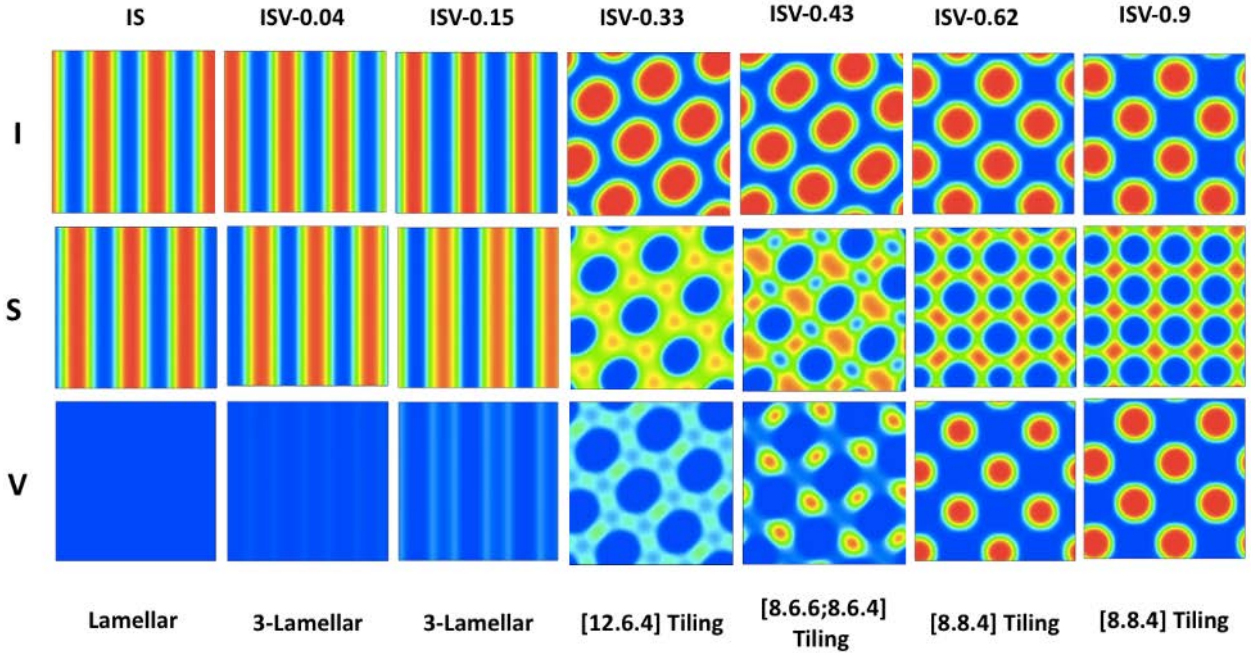 IS ISV-0.04 ISV-0.15 ISV-0.33 ISV-0.43 ISV-0.62 ISV-0.9
I
S
V
Lamellar 3-Lamellar 3-Lamellar [12.6.4] Tiling [8.6.6;8.6.4] [8.8.4] Tiling [8.8.4] Tiling
Tiling